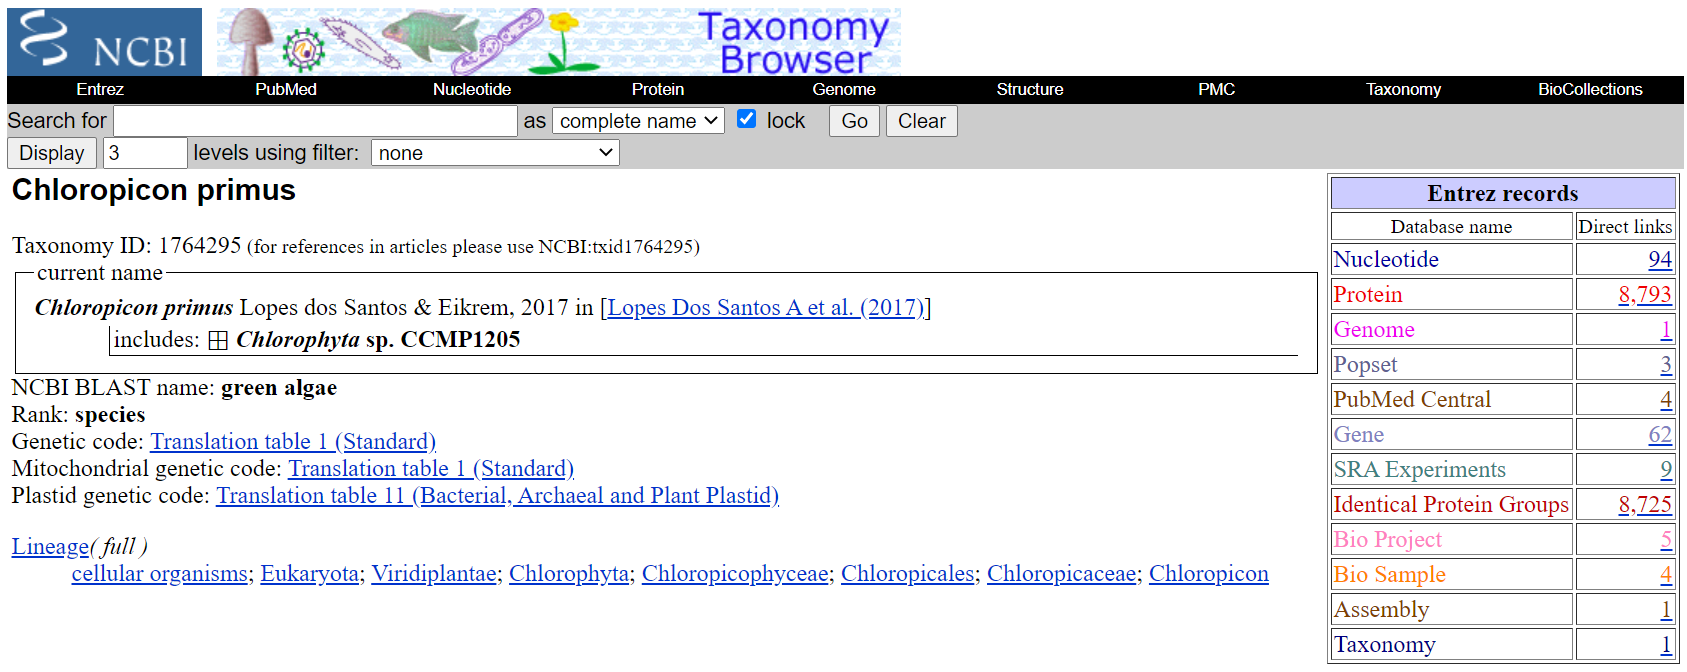 NCBI
Taxonomy
Browser
Entrez PubMed Nucleotide Protein Genome Structure PMC Taxonomy BioCollections
Search for as complete name lock Go Clear
Display 3 levels using filter: none
Chloropicon primus
Taxonomy ID: 1764295 (for references in articles please use NCBI:txid1764295)
current name
Chloropicon primus Lopes dos Santos & Eikrem, 2017 in [Lopes Dos Santos A et al. (2017)]
includes: Chlorophyta sp. CCMP1205
NCBI BLAST name: green algae
Rank: species
Genetic code: Translation table 1 (Standard)
Mitochondrial genetic code: Translation table 1 (Standard)
Plastid genetic code: Translation table 11 (Bacterial, Archaeal and Plant Plastid)
Lineage( full )
cellular organisms; Eukaryota; Viridiplantae; Chlorophyta; Chloropicophyceae; Chloropicales; Chloropicaceae; Chloropicon
Entrez records
Database name Direct links
Nucleotide 94
Protein 8,793
Genome 1
Popset 3
PubMed Central 4
Gene 62
SRA Experiments 9
Identical Protein Groups 8,725
Bio Project 5
Bio Sample 4
Assembly 1
Taxonomy 1